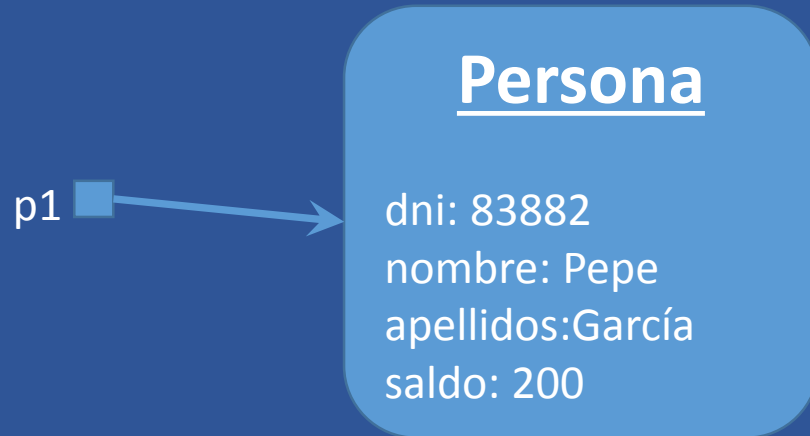 Persona
p1
dni: 83882
nombre: Pepe
apellidos:García
saldo: 200